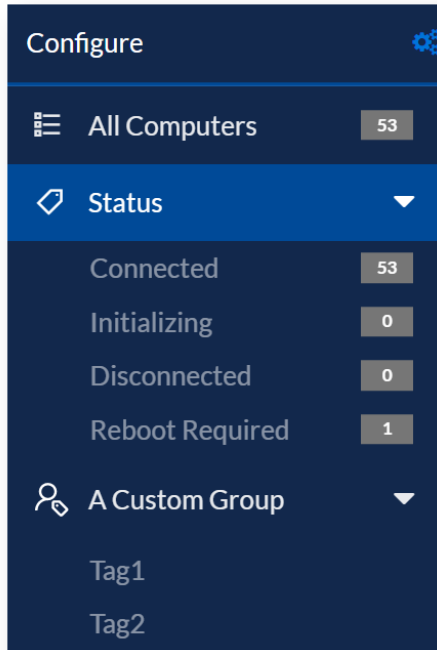 Configure
All Computers 53
Status
Connected 53
Initializing 0
Disconnected 0
Reboot Required 1
A Custom Group
Tag1
Tag2